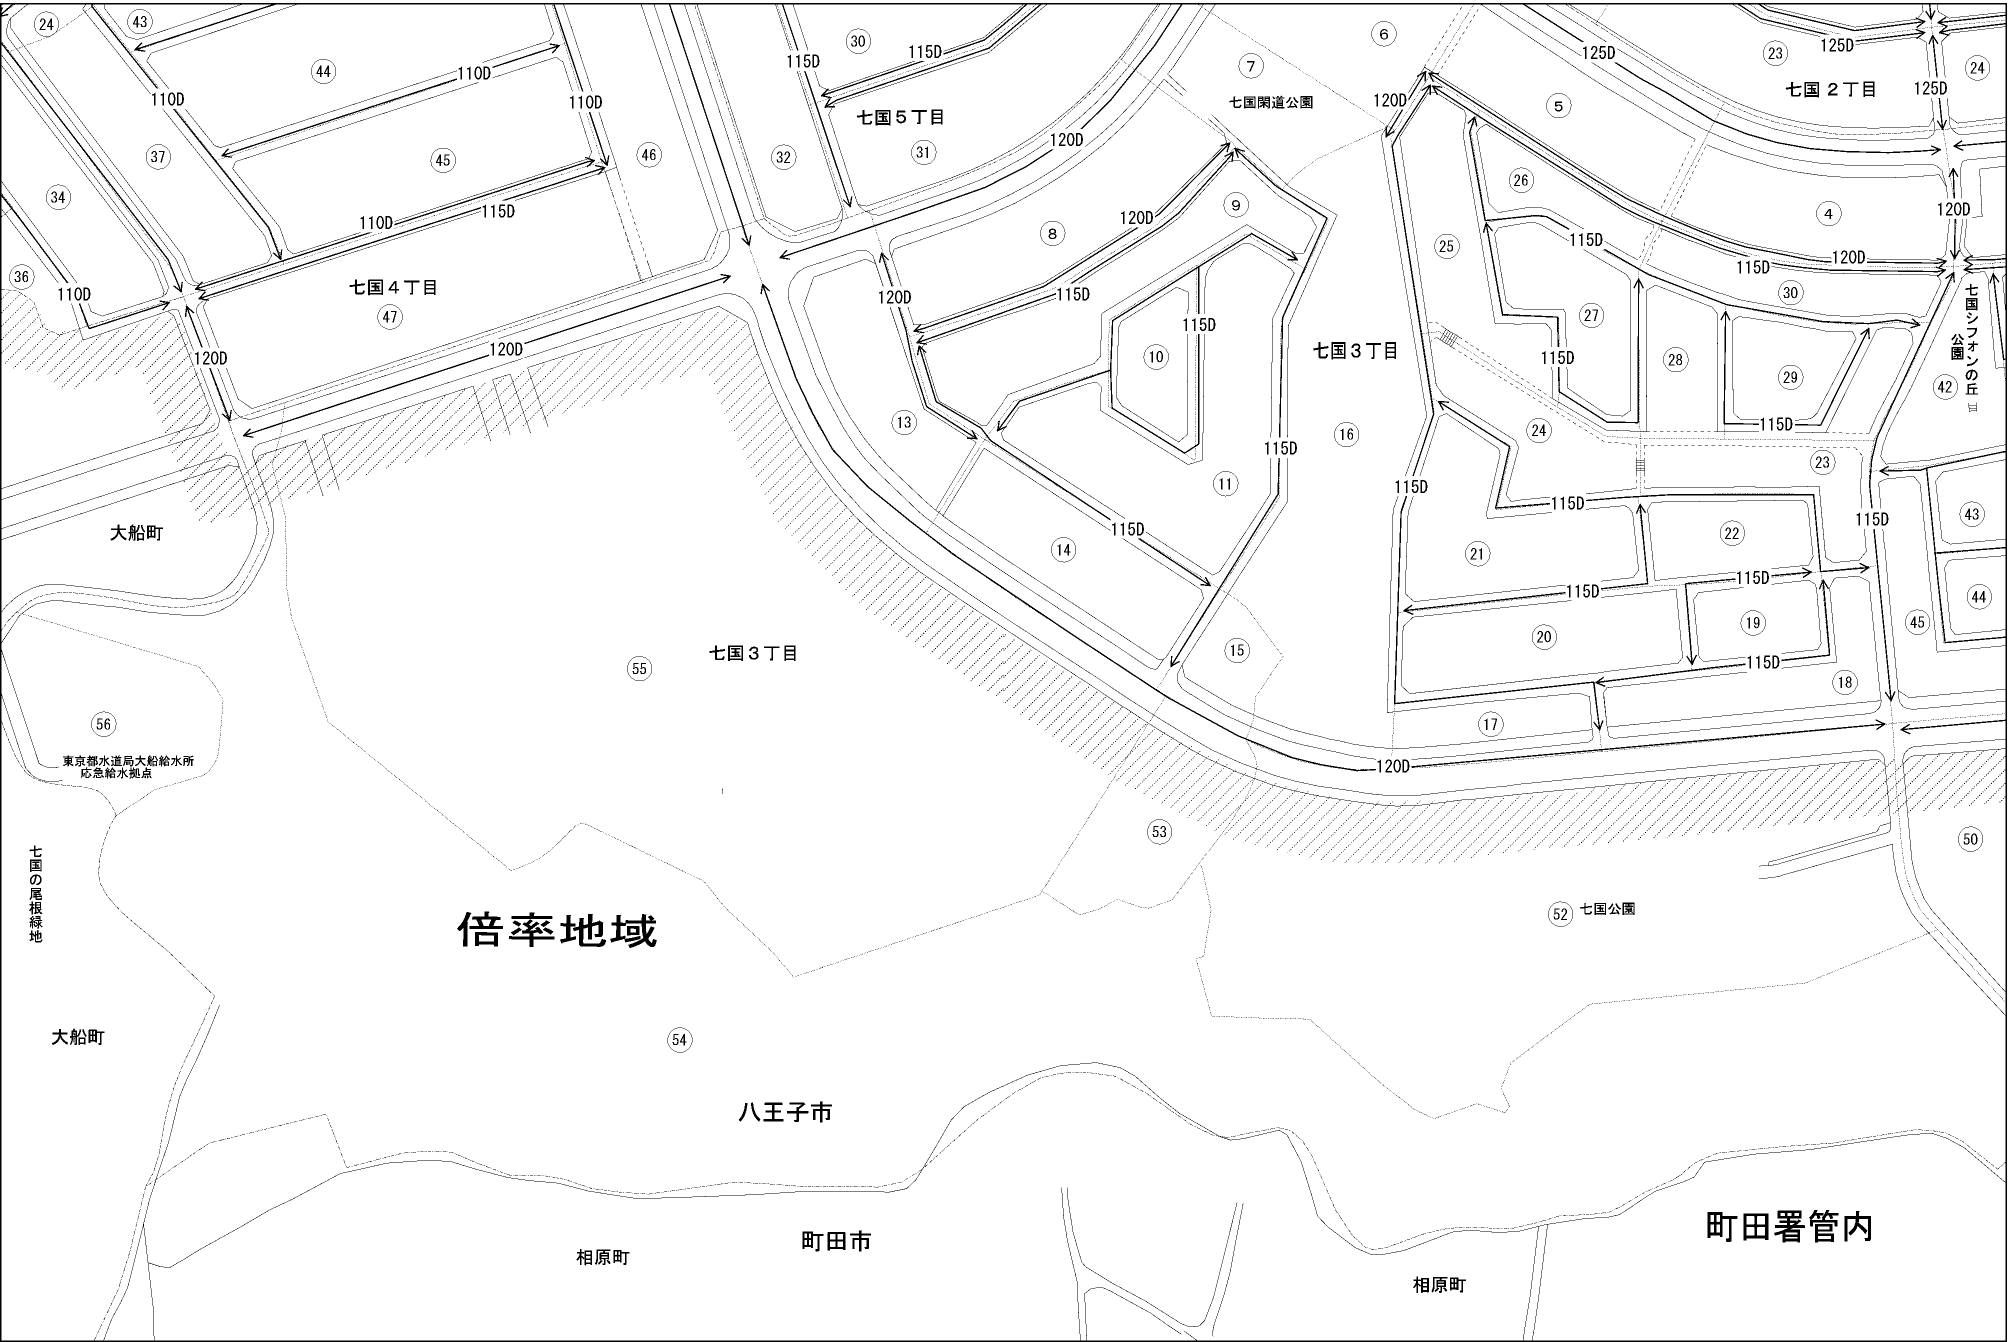 24
43
44
110D
110D
110D
37
45
46
34
110D
115D
36
110D
七国４丁目
47
120D
120D
30
115D
115D
七国５丁目
32
31
120D
6
7
七国閑道公園
120D
125D
5
125D
23
七国２丁目
24
125D
4
120D
120D
115D
26
25
115D
30
七国シフォンの丘
公園
42
9
8
120D
115D
120D
115D
10
七国３丁目
27
115D
28
29
115D
13
16
115D
24
23
11
115D
115D
115D
43
14
115D
21
22
115D
115D
44
20
19
45
115D
15
18
17
120D
大船町
七国３丁目
55
56
東京都水道局大船給水所
応急給水拠点
53
50
七国の尾根緑地
52
七国公園
倍率地域
大船町
54
八王子市
町田市
相原町
町田署管内
相原町